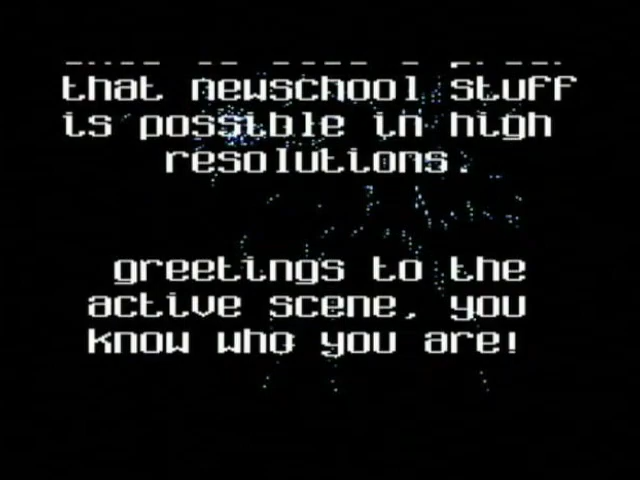 that newschool stuff
is possible in high
resolutions.
greetings to the
active scene, you
know who you are!